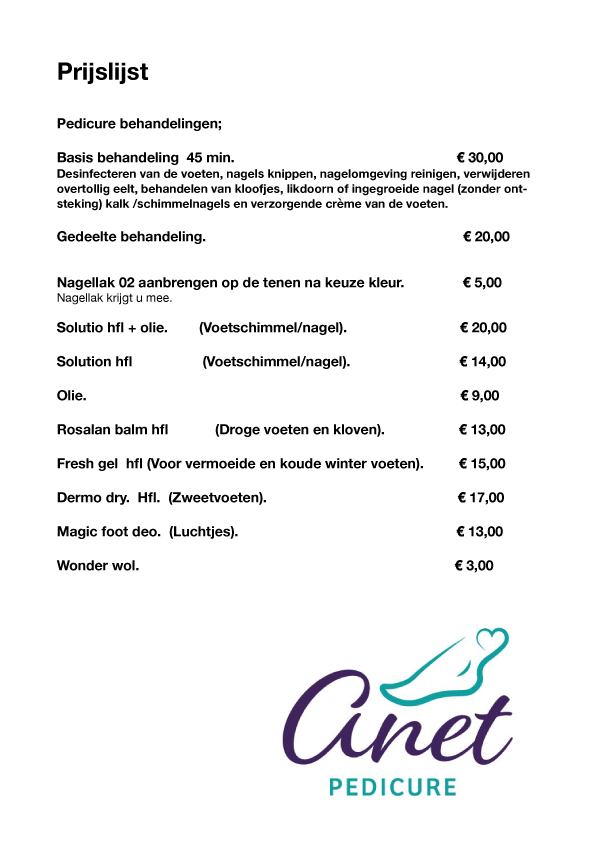 Prijslijst
Pedicure behandelingen;
Basis behandeling 45 min. € 30,00
Desinfecteren van de voeten, nagels knippen, nagelomgeving reinigen, verwijderen
overtollig eelt, behandelen van kloofjes, likdoorn of ingegroeide nagel (zonder ont-
steking) kalk /schimmelnagels en verzorgende crème van de voeten.
Gedeelte behandeling. € 20,00
Nagellak 02 aanbrengen op de tenen na keuze kleur. € 5,00
Nagellak krijgt u mee.
Solutio hfl + olie. (Voetschimmel/nagel). € 20,00
Solution hfl (Voetschimmel/nagel). € 14,00
Olie. € 9,00
Rosalan balm hfl (Droge voeten en kloven). € 13,00
Fresh gel hfl (Voor vermoeide en koude winter voeten). € 15,00
Dermo dry. Hfl. (Zweetvoeten). € 17,00
Magic foot deo. (Luchtjes). € 13,00
Wonder wol. € 3,00
Anet
PEDICURE